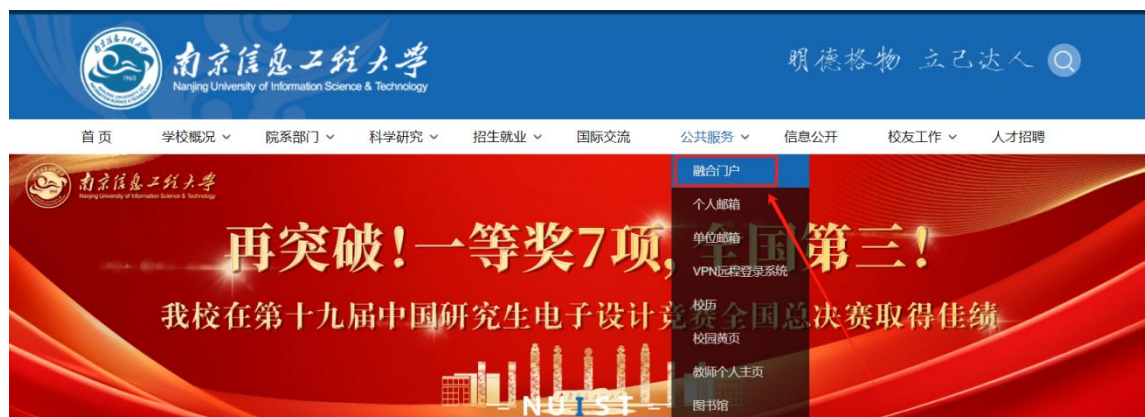 南京信息工程大学
Nanjing University of Information Science & Technology
1960
明德格物 立己达人
首页 学校概况 院系部门 科学研究 招生就业 国际交流 公共服务 信息公开 校友工作 人才招聘
融合门户
个人邮箱
单位邮箱
VPN远程登录系统
校历
校园黄页
教师个人主页
图书馆
南京信息工程大学
Nanjing University of Information Science & Technology
再突破!一等奖7项,全国第三!
我校在第十九届中国研究生电子设计竞赛全国总决赛取得佳绩
- NUIST -